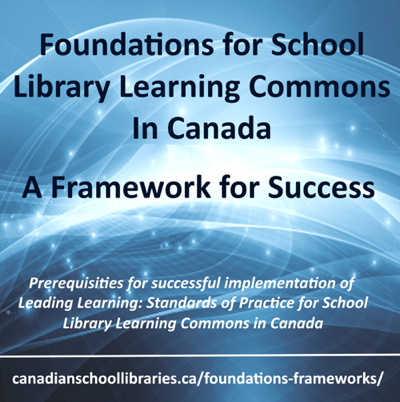 Foundations for School
Library Learning Commons
In Canada
A Framework for Success
Prerequisities for successful implementation of
Leading Learning: Standards of Practice for School
Library Learning Commons in Canada
canadianschoollibraries.ca/foundations-frameworks/